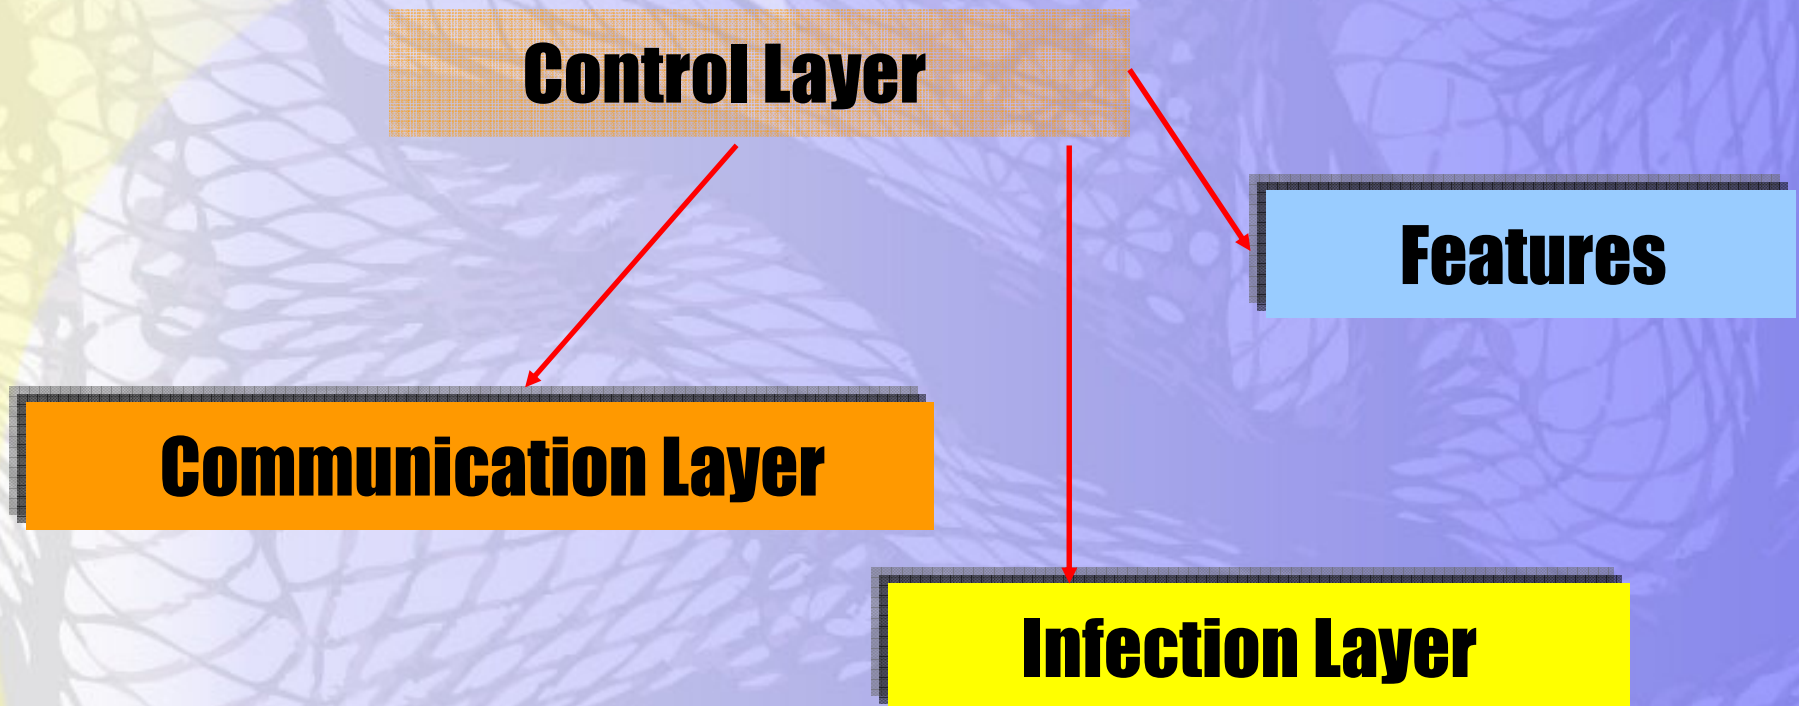 Control Layer
Features
Communication Layer
Infection Layer